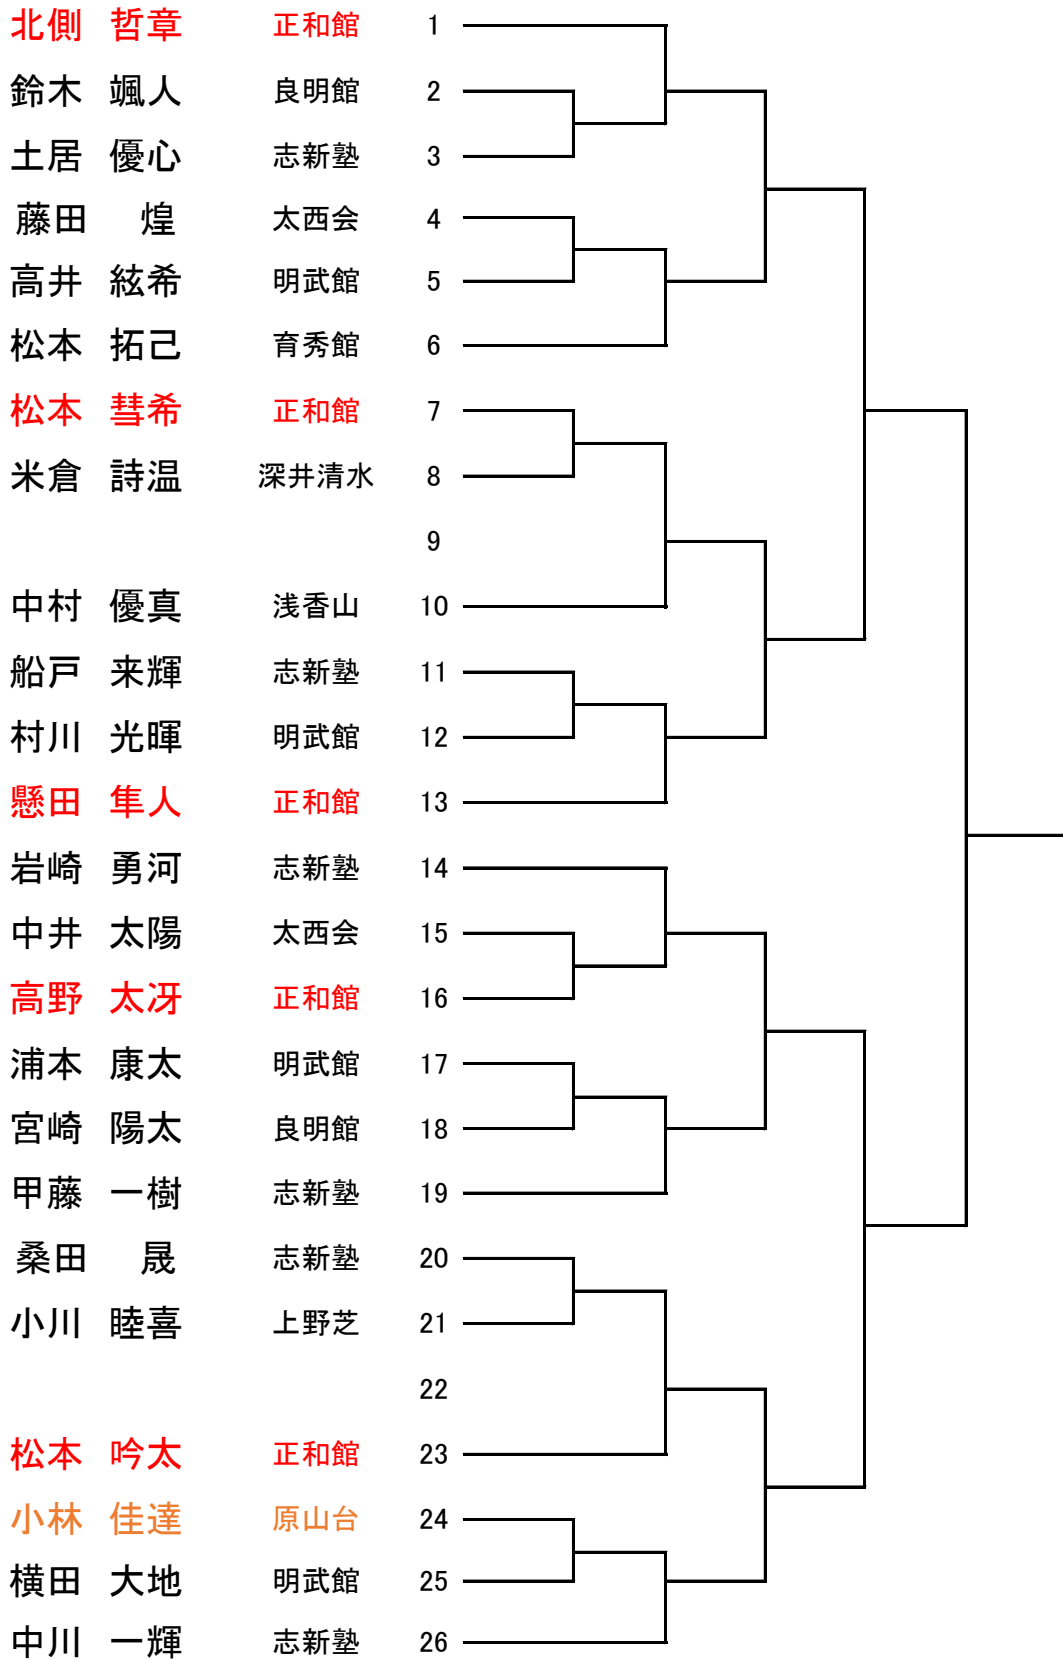 北側 哲章 正和館 1
鈴木 颯人 良明館 2
土居 優心 志新塾 3
藤田 煌 太西会 4
高井 絃希 明武館 5
松本 拓己 育秀館 6
松本 彗希 正和館 7
米倉 詩温 深井清水 8
9
中村 優真 浅香山 10
船戸 来輝 志新塾 11
村川 光暉 明武館 12
懸田 隼人 正和館 13
岩崎 勇河 志新塾 14
中井 太陽 太西会 15
高野 太冴 正和館 16
浦本 康太 明武館 17
宮崎 陽太 良明館 18
甲藤 一樹 志新塾 19
桑田 晟 志新塾 20
小川 睦喜 上野芝 21
22
松本 吟太 正和館 23
小林 佳達 原山台 24
横田 大地 明武館 25
中川 一輝 志新塾 26